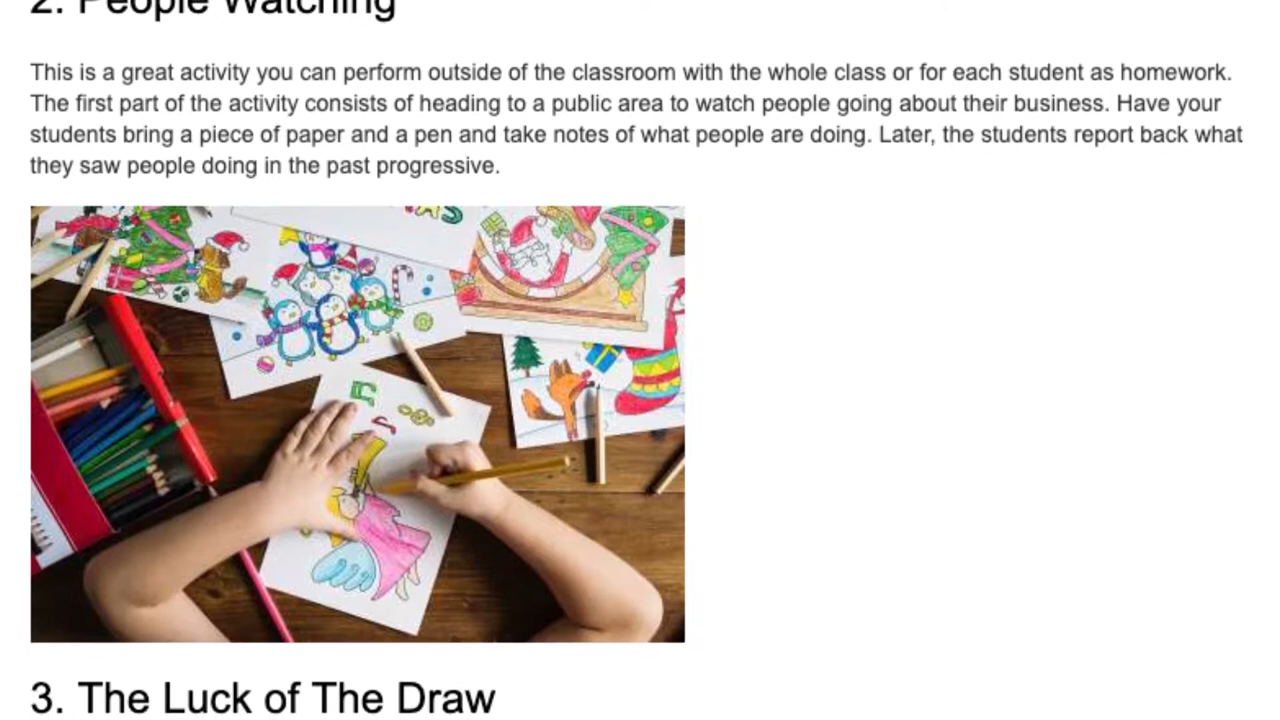 2. People Watching
This is a great activity you can perform outside of the classroom with the whole class or for each student as homework.
The first part of the activity consists of heading to a public area to watch people going about their business. Have your
students bring a piece of paper and a pen and take notes of what people are doing. Later, the students report back what
they saw people doing in the past progressive.
3. The Luck of The Draw